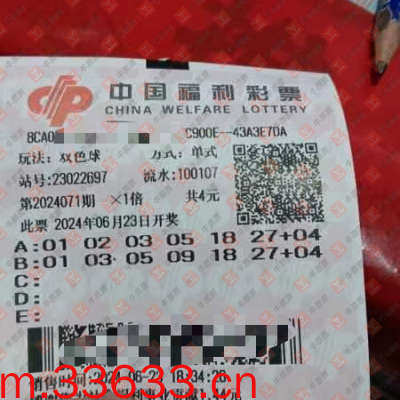 中国福利彩票
CHINA WELFARE LOTTERY
C900E--43A3E7DA
玩法：双色球 方式：单式
站号：23022697 流水：100107
第2024071期 ×1倍 共4元
此票 2024年06月23日开奖
A:01 02 03 05 18 27+04
B:01 03 05 09 18 27+04
C:
D:
E:
m.33633.cn